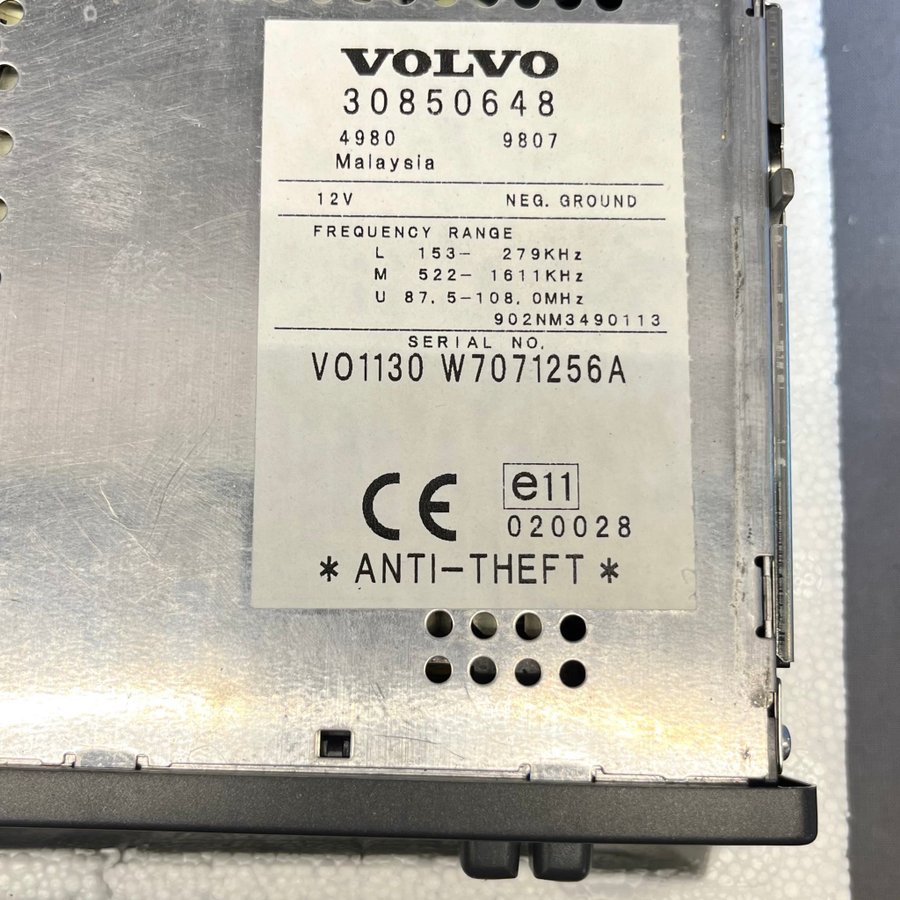 VOLVO
30850648
4980 9807
Malaysia
12V NEG. GROUND
FREQUENCY RANGE
L 153- 279KHz
M 522- 1611KHz
U 87.5-108.0MHz
902NM3490113
SERIAL NO.
VO1130 W7071256A
CE e11
020028
* ANTI-THEFT *